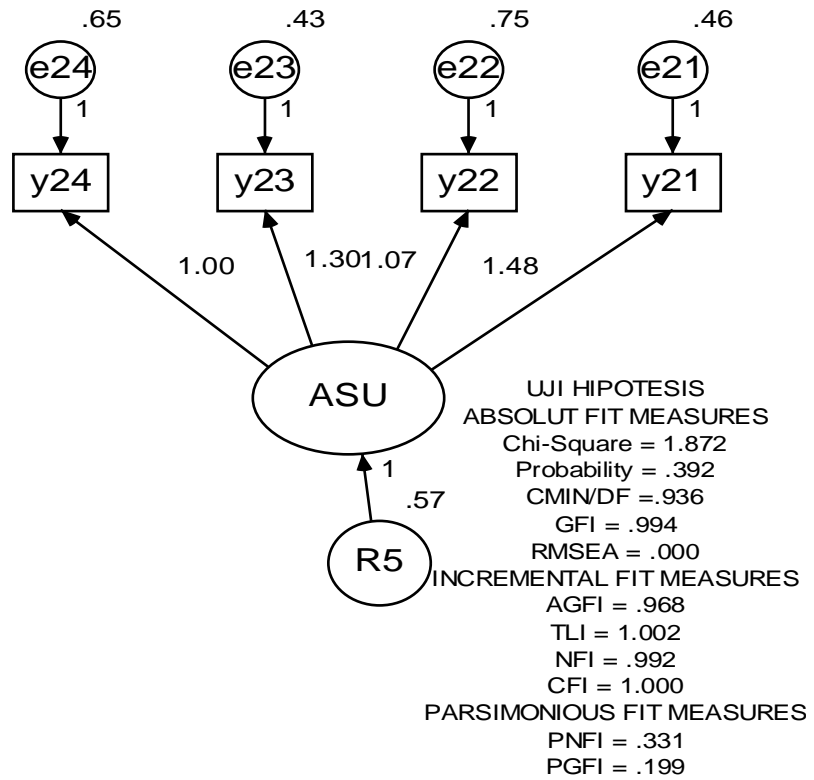 .65 .43 .75 .46
e24 e23 e22 e21
1 1 1 1
y24 y23 y22 y21
1.00 1.30 1.07 1.48
ASU
1
.57
R5
UJI HIPOTESIS
ABSOLUT FIT MEASURES
Chi-Square = 1.872
Probability = .392
CMIN/DF =.936
GFI = .994
RMSEA = .000
INCREMENTAL FIT MEASURES
AGFI = .968
TLI = 1.002
NFI = .992
CFI = 1.000
PARSIMONIOUS FIT MEASURES
PNFI = .331
PGFI = .199